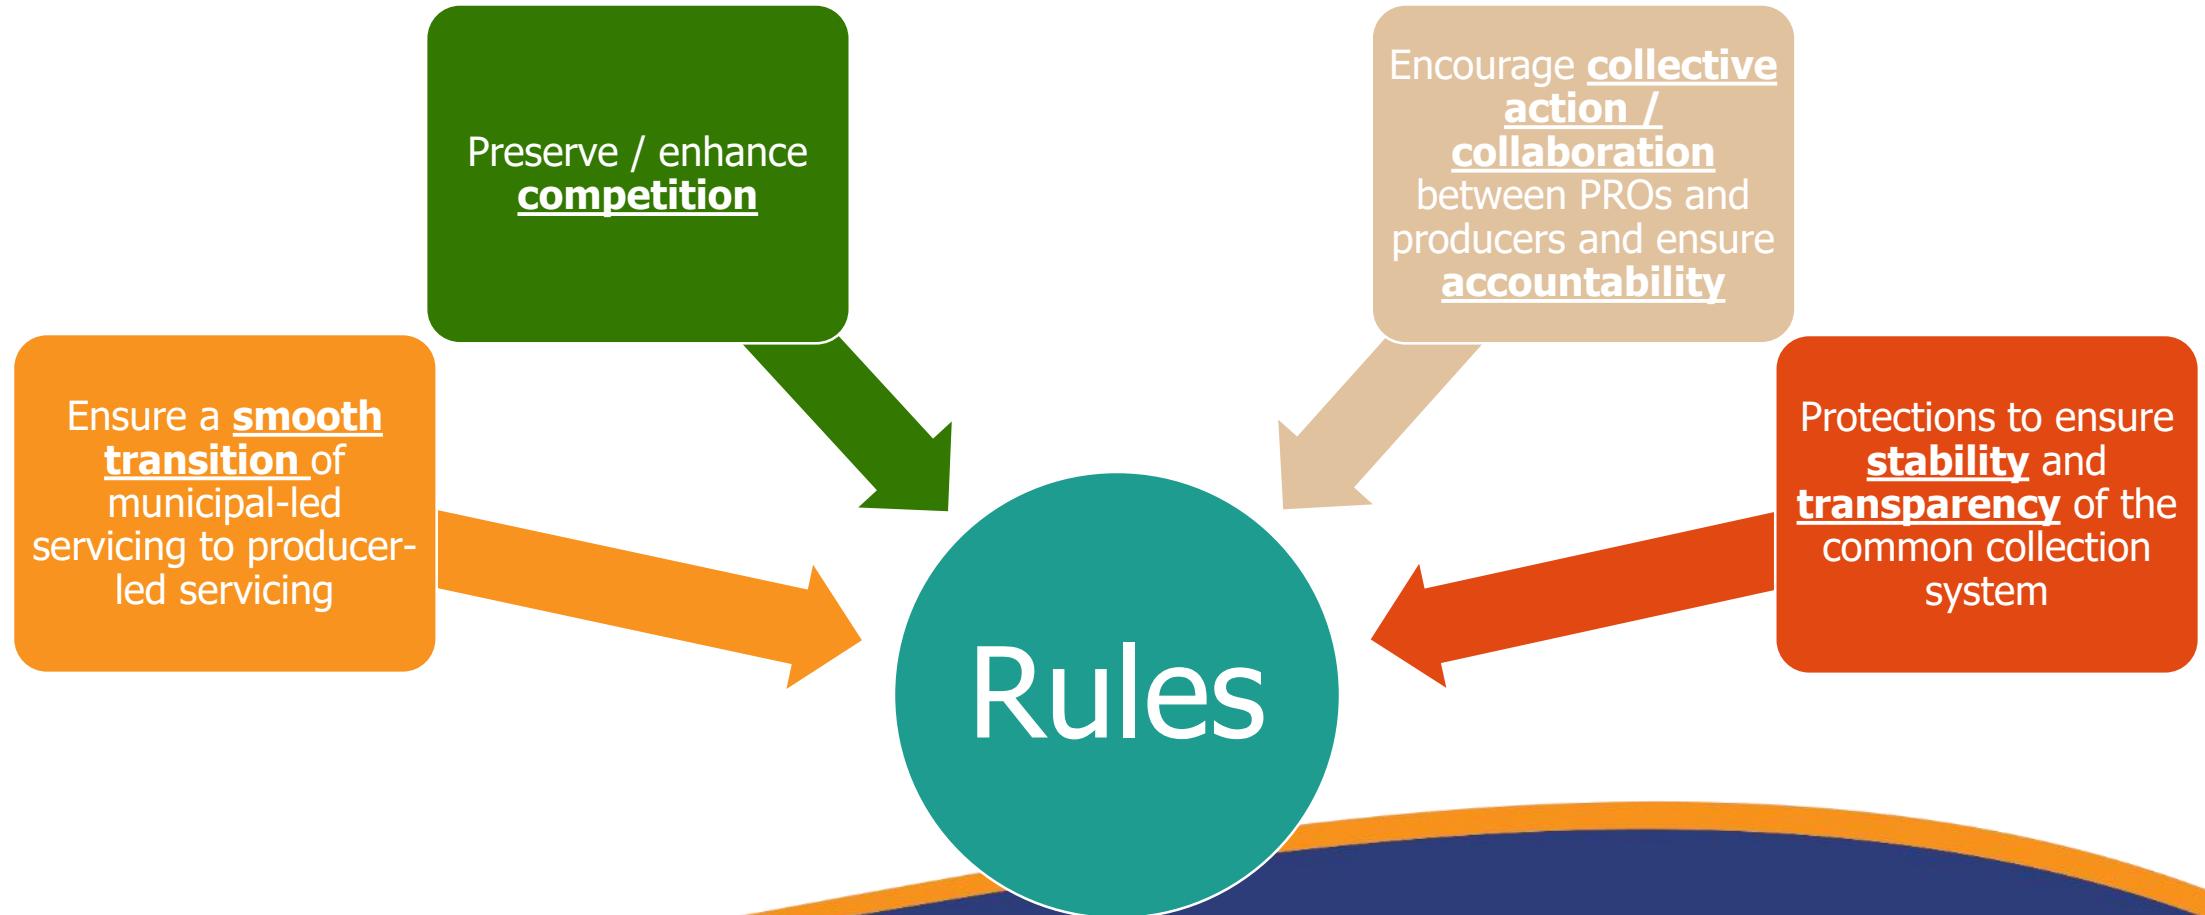 Ensure a smooth
transition of
municipal-led
servicing to producer-
led servicing
Preserve / enhance
competition
Encourage collective
action /
collaboration
between PROs and
producers and ensure
accountability
Protections to ensure
stability and
transparency of the
common collection
system
Rules